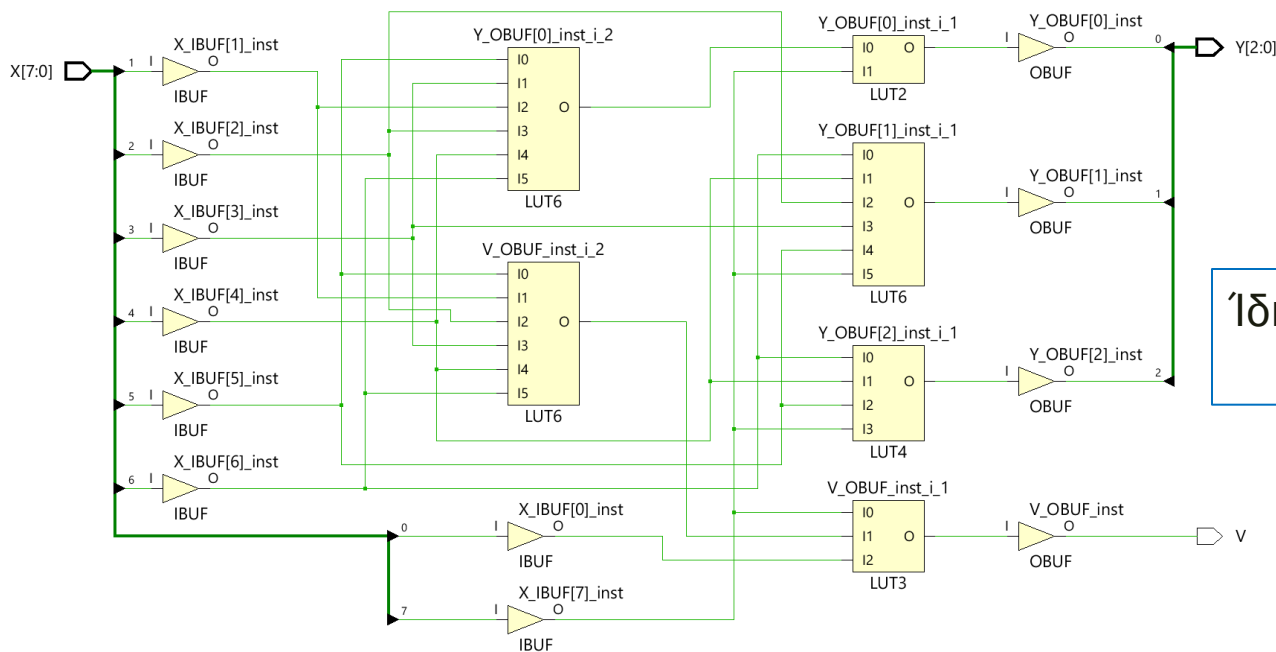 X[7:0]
1
I
X_IBUF[1]_inst
O
IBUF
2
I
X_IBUF[2]_inst
O
IBUF
3
I
X_IBUF[3]_inst
O
IBUF
4
I
X_IBUF[4]_inst
O
IBUF
5
I
X_IBUF[5]_inst
O
IBUF
6
I
X_IBUF[6]_inst
O
IBUF
0
I
X_IBUF[0]_inst
O
IBUF
7
I
X_IBUF[7]_inst
O
IBUF
Y_OBUF[0]_inst_i_2
I0
I1
I2
I3
I4
I5
O
LUT6
V_OBUF_inst_i_2
I0
I1
I2
I3
I4
I5
O
LUT6
Y_OBUF[0]_inst_i_1
I0
I1
O
LUT2
Y_OBUF[1]_inst_i_1
I0
I1
I2
I3
I4
I5
O
LUT6
Y_OBUF[2]_inst_i_1
I0
I1
I2
I3
O
LUT4
V_OBUF_inst_i_1
I0
I1
I2
O
LUT3
Y_OBUF[0]_inst
I
O
OBUF
0
Y[2:0]
Y_OBUF[1]_inst
I
O
OBUF
1
Y_OBUF[2]_inst
I
O
OBUF
2
V_OBUF_inst
I
O
OBUF
V